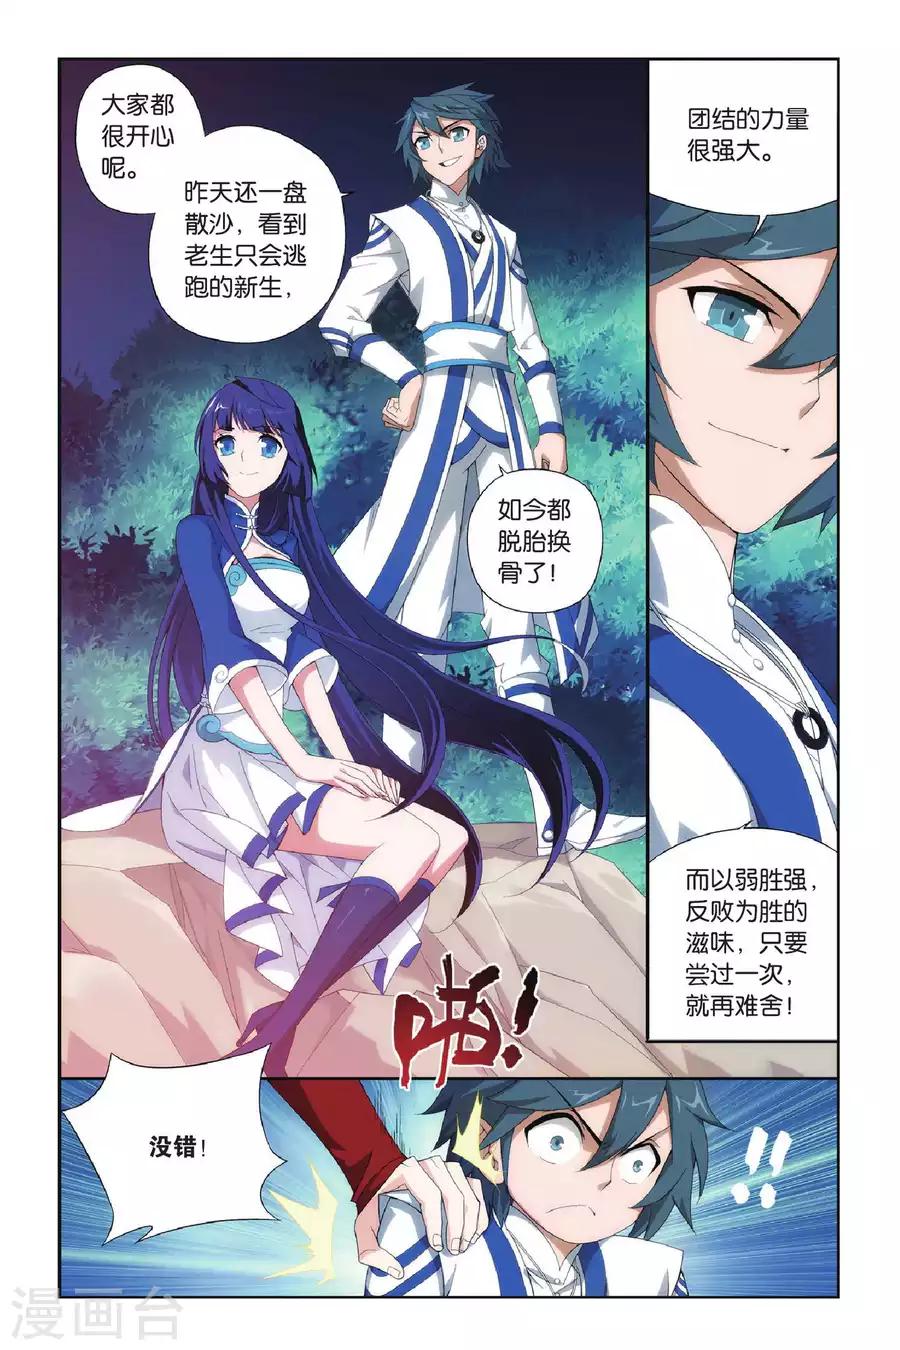 大家都
很开心
呢。
昨天还一盘
散沙，看到
老生只会逃
跑的新生，
如今都
脱胎换
骨了！
团结的力量
很强大。
而以弱胜强，
反败为胜的
滋味，只要
尝过一次，
就再难舍！
啪！
没错！
!!
漫画台